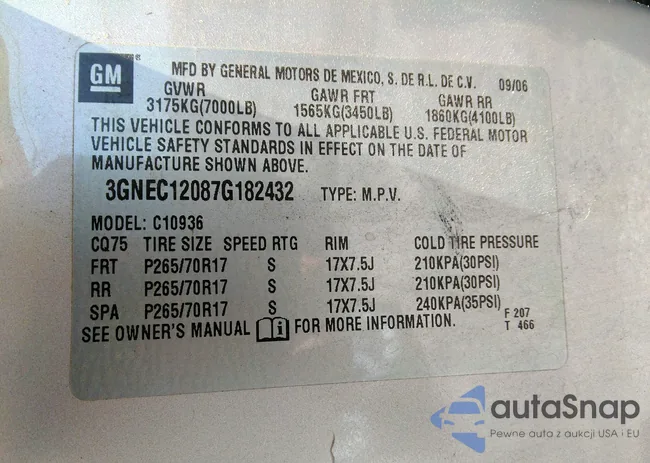 GM
MFD BY GENERAL MOTORS DE MEXICO, S. DE R.L. DE C.V. 09/06
GVWR GAWR FRT GAWR RR
3175KG(7000LB) 1565KG(3450LB) 1860KG(4100LB)
THIS VEHICLE CONFORMS TO ALL APPLICABLE U.S. FEDERAL MOTOR
VEHICLE SAFETY STANDARDS IN EFFECT ON THE DATE OF
MANUFACTURE SHOWN ABOVE.
3GNEC12087G182432 TYPE: M.P.V.
MODEL: C10936
CQ75 TIRE SIZE SPEED RTG RIM COLD TIRE PRESSURE
FRT P265/70R17 S 17X7.5J 210KPA(30PSI)
RR P265/70R17 S 17X7.5J 210KPA(30PSI)
SPA P265/70R17 S 17X7.5J 240KPA(35PSI)
F 207
T 466
SEE OWNER'S MANUAL FOR MORE INFORMATION.
autaSnap
Pewne auta z aukcji USA i EU